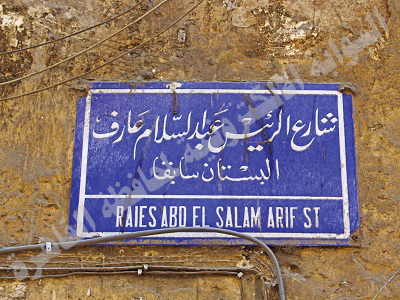 شارع الرئيس عبد السلام عارف
البستان سابقا
RAIES ABD EL SALAM ARIF ST